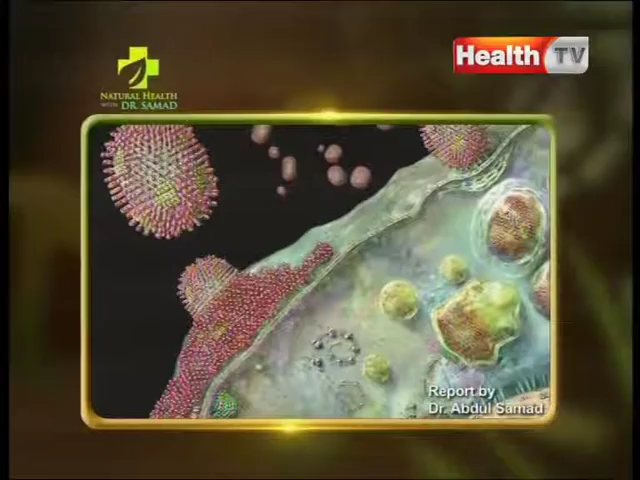 Health TV
NATURAL HEALTH
WITH DR. SAMAD
Report by
Dr. Abdul Samad